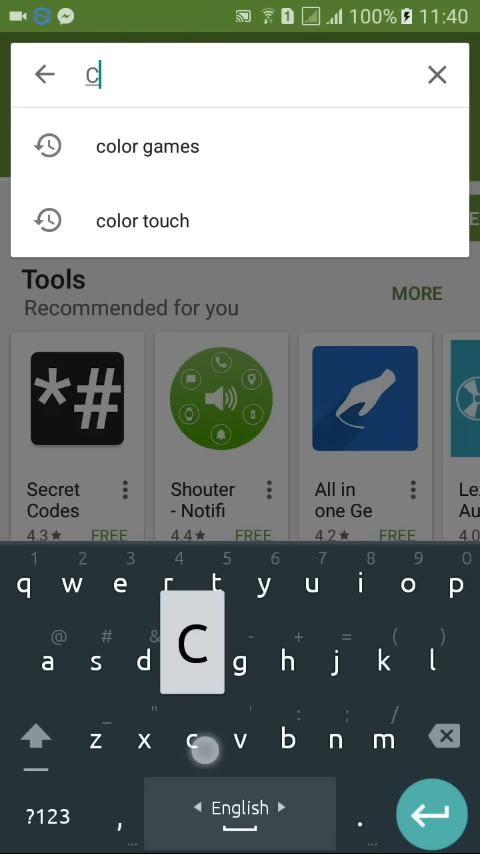 1 100% 11:40
C
color games
color touch
E
Tools
Recommended for you
MORE
*#
Secret Codes
Shouter - Notifi
All in one Ge
Le
Au
4.3★ FREE
4.4★ FREE
4.2★ FREE
4.0
1 2 3 4 5 6 7 8 9 0
q w e r t y u i o p
@ # & - + = ( )
a s d g h j k l
C
_ " ' : ; /
z x c v b n m
?123 , English .